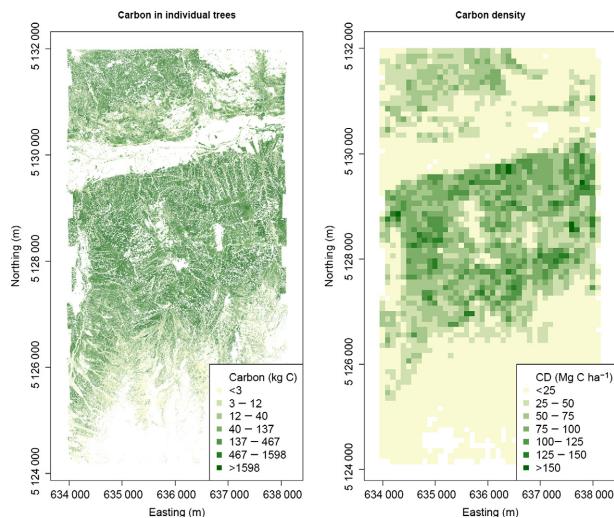 Carbon in individual trees
Carbon density
Northing (m)
5 132 000
5 130 000
5 128 000
5 126 000
5 124 000
Carbon (kg C)
<3
3 – 12
12 – 40
40 – 137
137 – 467
467 – 1598
>1598
634 000 635 000 636 000 637 000 638 000
Easting (m)
Northing (m)
5 132 000
5 130 000
5 128 000
5 126 000
5 124 000
CD (Mg C ha⁻¹)
<25
25 – 50
50 – 75
75 – 100
100– 125
125 – 150
>150
634 000 635 000 636 000 637 000 638 000
Easting (m)